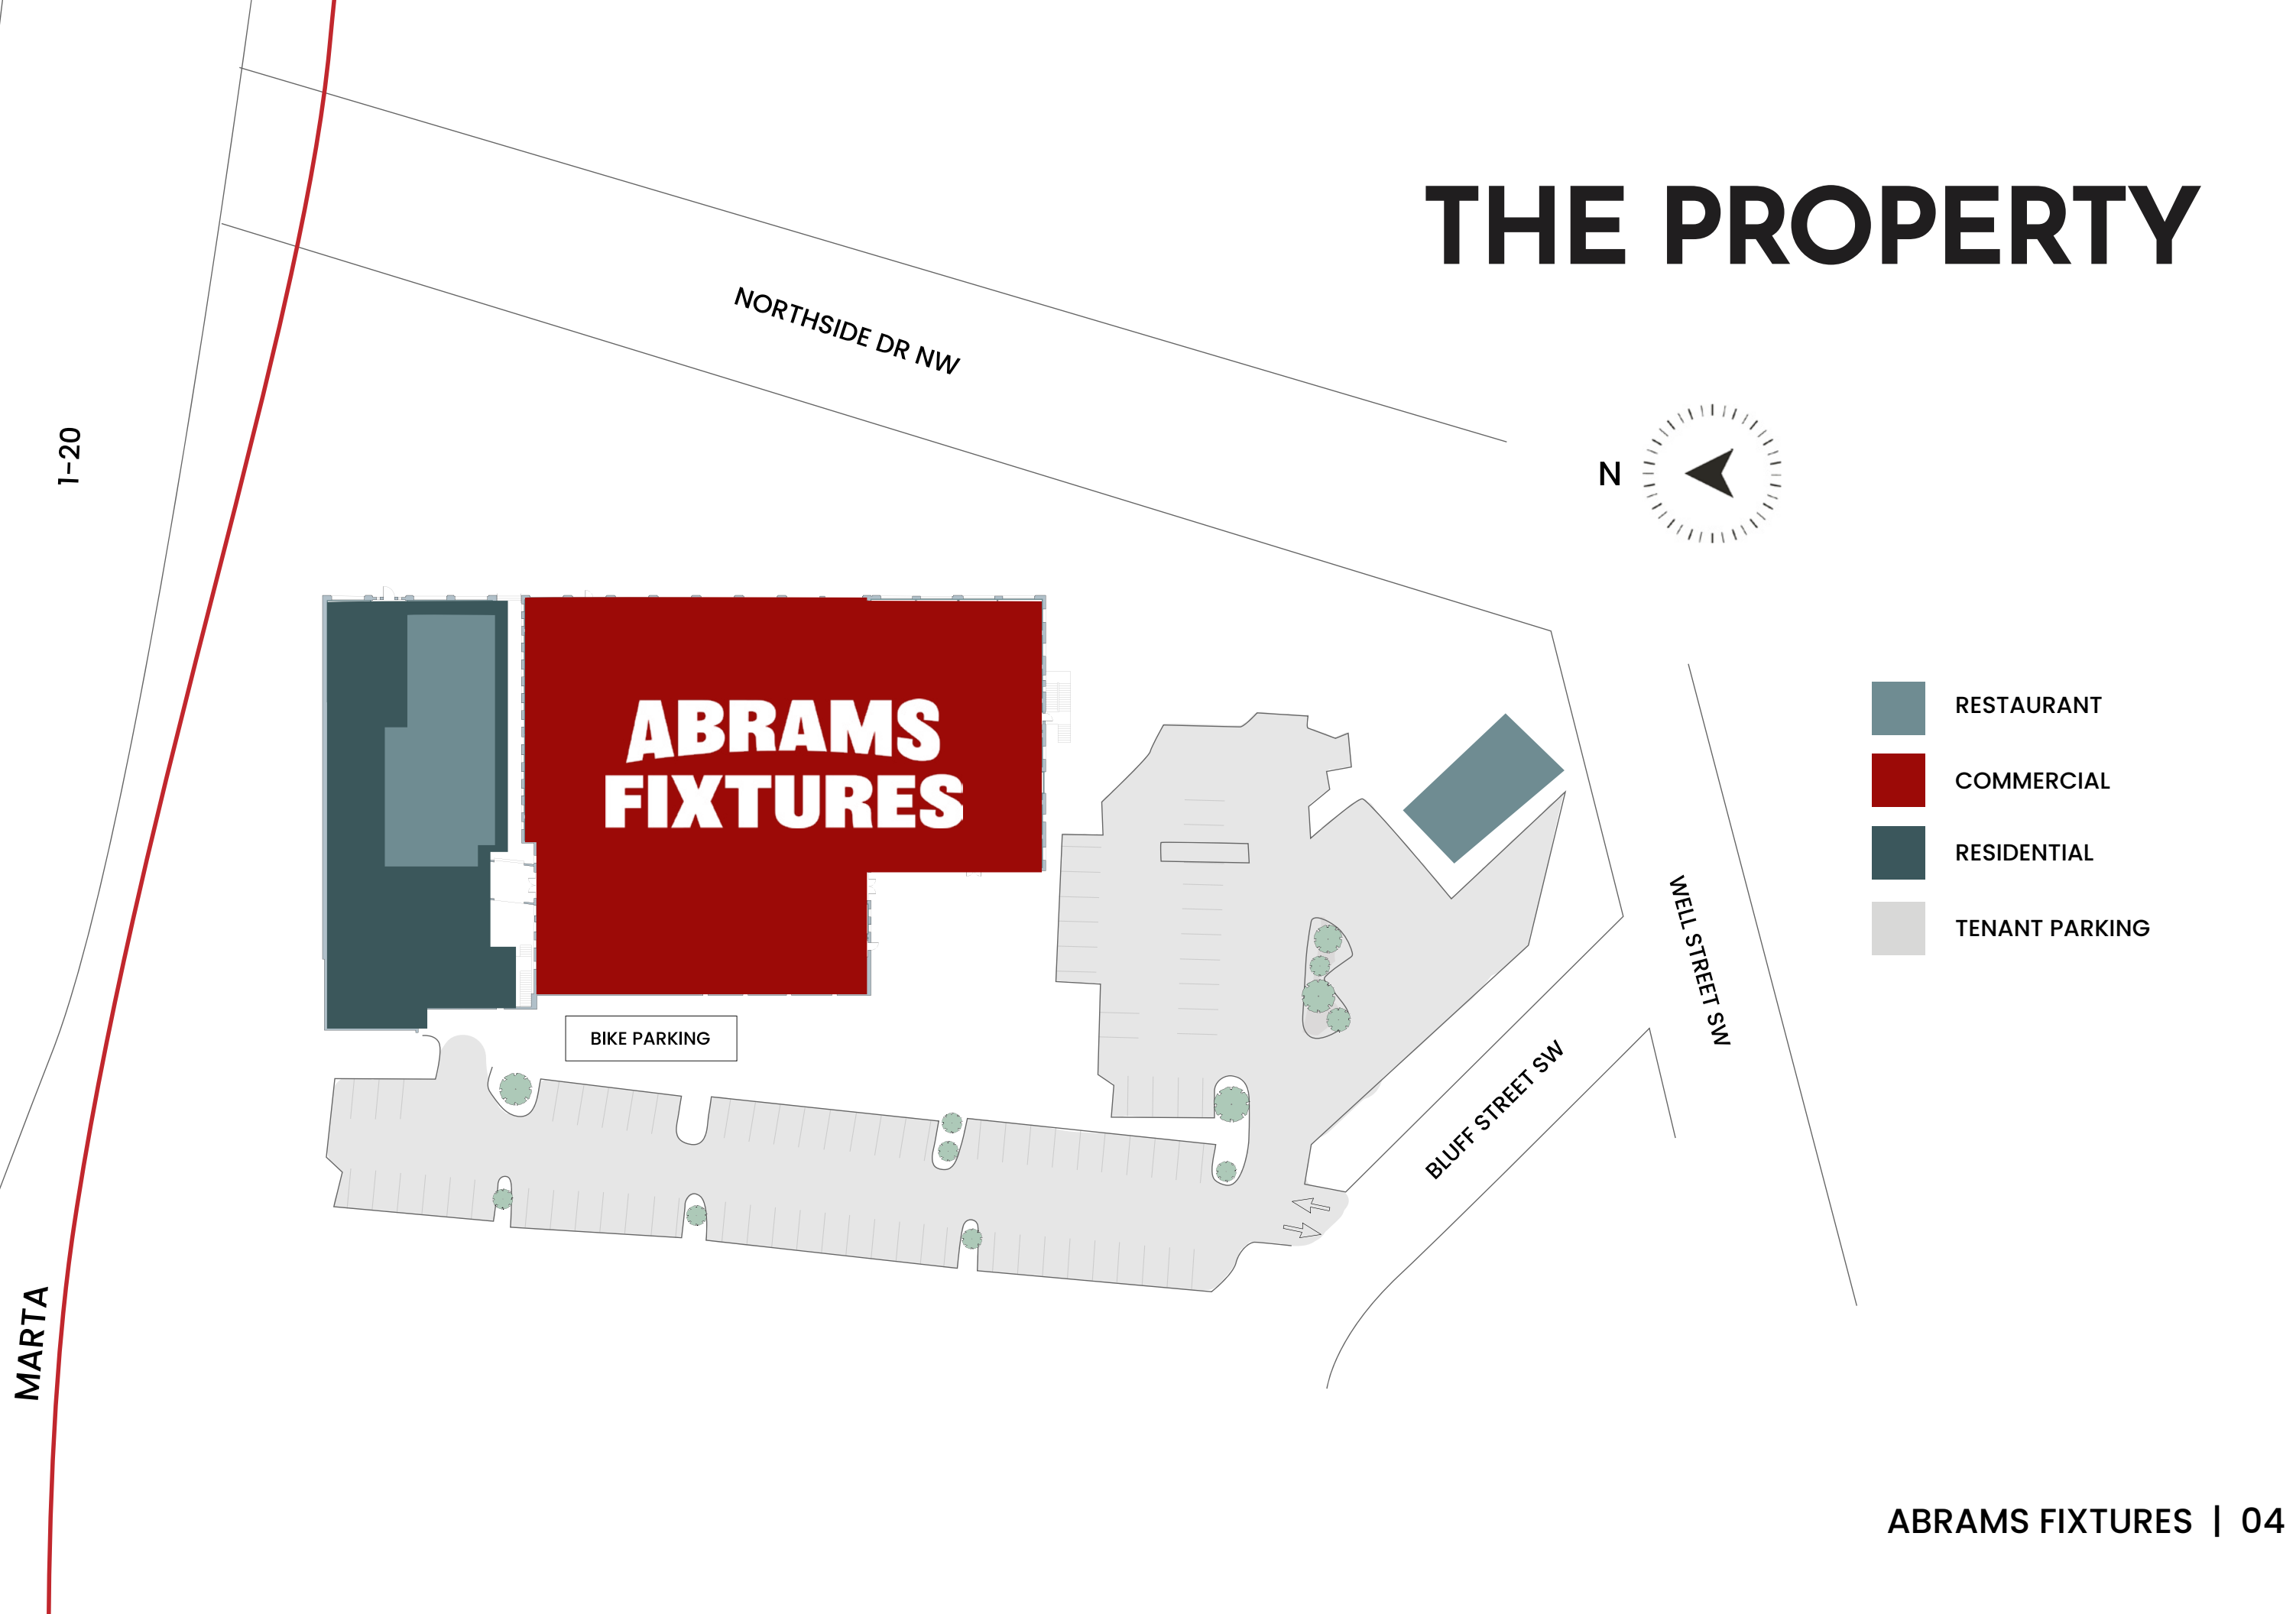 THE PROPERTY
NORTHSIDE DR NW
1-20
N
ABRAMS
FIXTURES
RESTAURANT
COMMERCIAL
RESIDENTIAL
TENANT PARKING
WELL STREET SW
BIKE PARKING
BLUFF STREET SW
MARTA
ABRAMS FIXTURES | 04